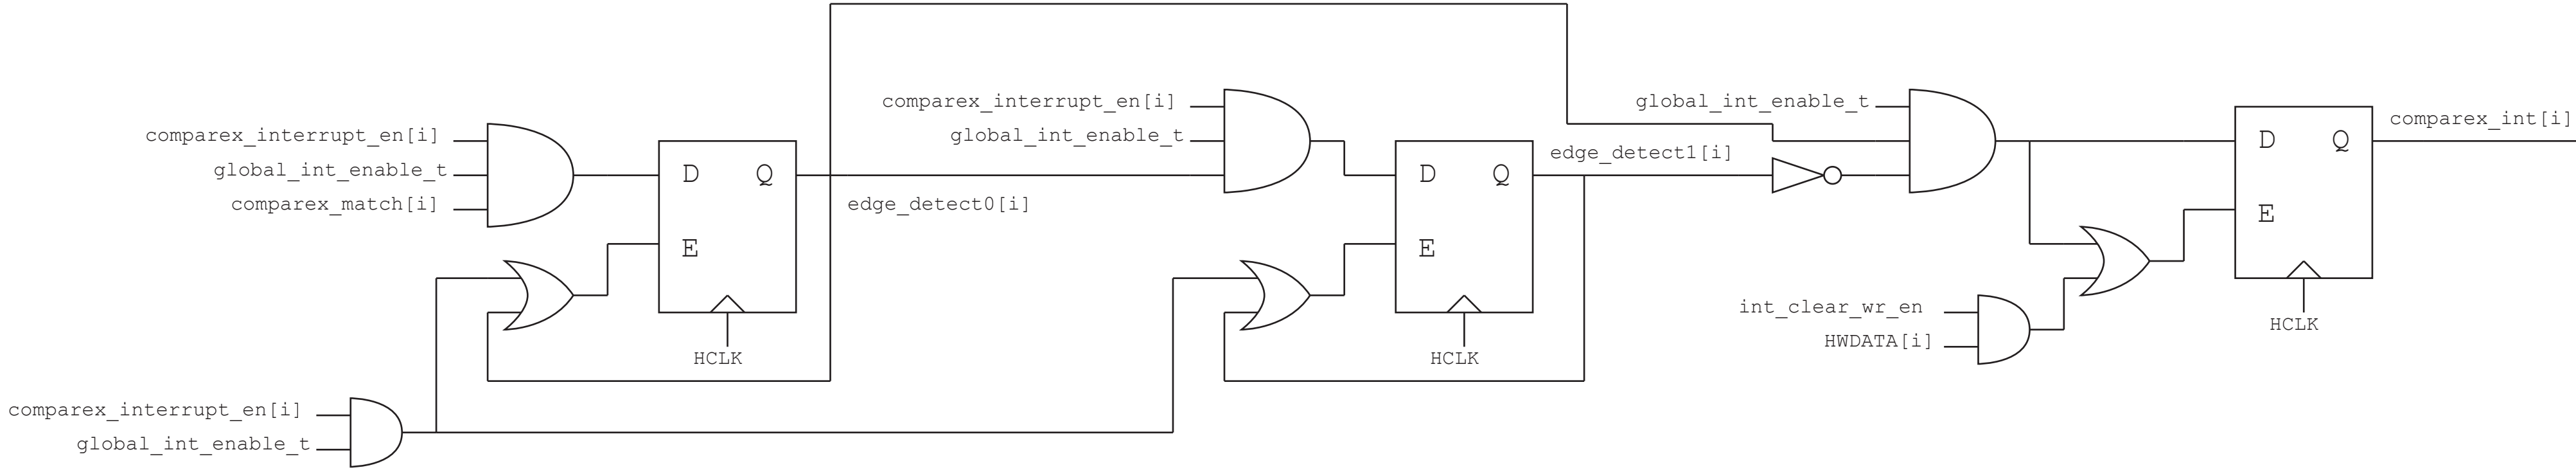 comparex_interrupt_en[i]
global_int_enable_t
comparex_match[i]
D
Q
E
HCLK
edge_detect0[i]
comparex_interrupt_en[i]
global_int_enable_t
comparex_interrupt_en[i]
global_int_enable_t
D
Q
E
HCLK
edge_detect1[i]
global_int_enable_t
int_clear_wr_en
HWDATA[i]
D
Q
E
HCLK
comparex_int[i]